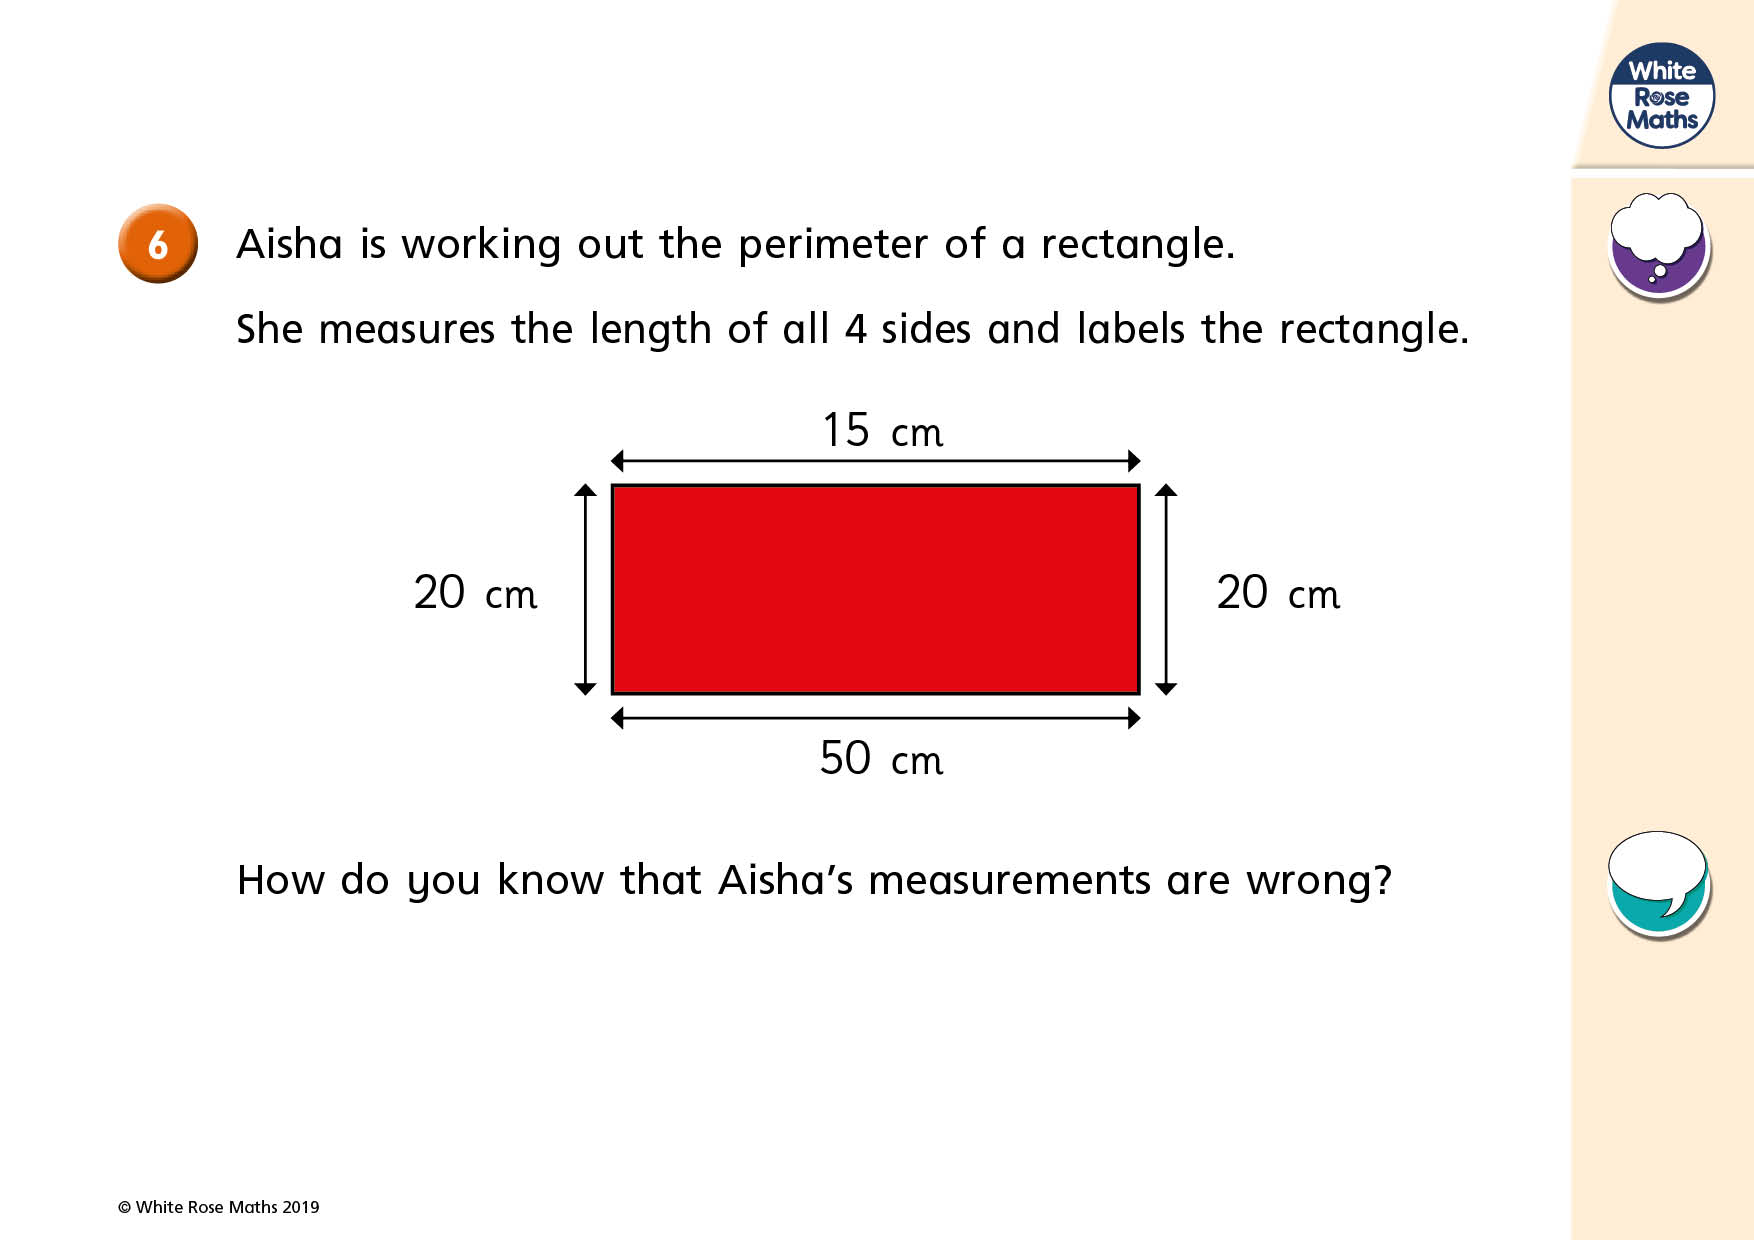 White
Rose
Maths
6
Aisha is working out the perimeter of a rectangle.
She measures the length of all 4 sides and labels the rectangle.
15 cm
20 cm
20 cm
50 cm
How do you know that Aisha’s measurements are wrong?
© White Rose Maths 2019